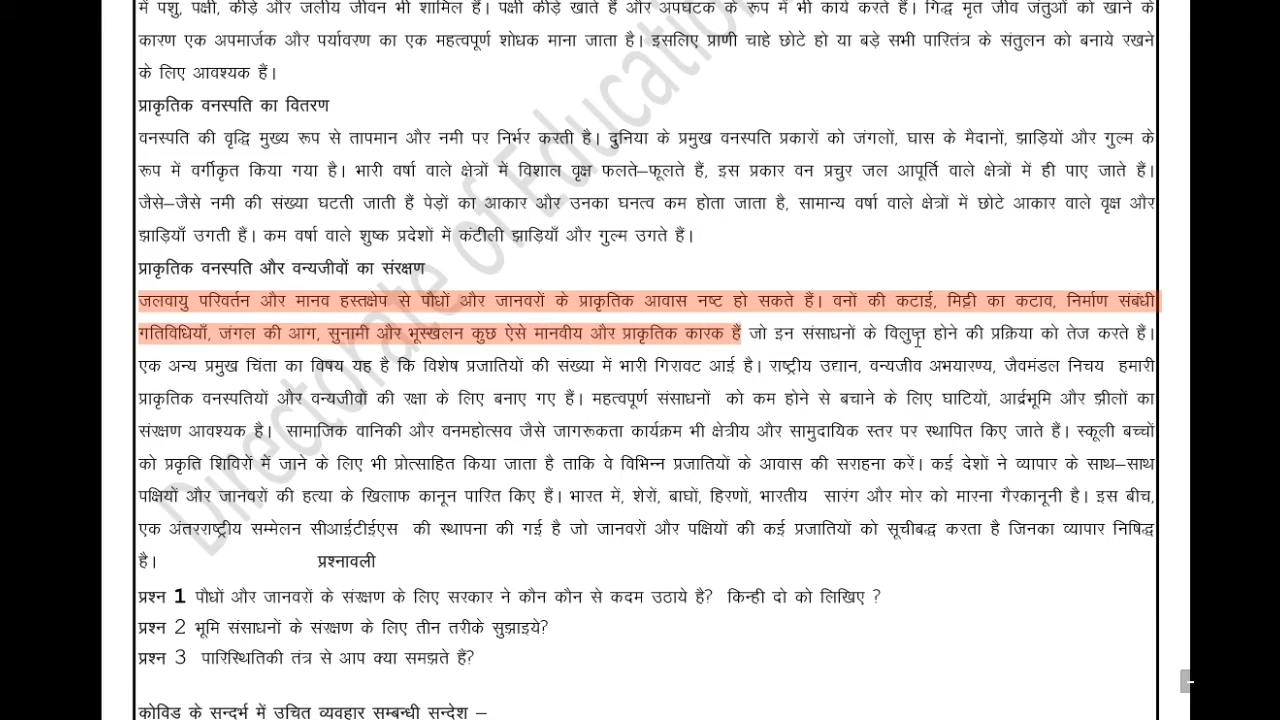 में पशु, पक्षी, कीड़े और जलीय जीवन भी शामिल हैं। पक्षी कीड़े खाते हैं और अपघटक के रूप में भी कार्य करते हैं। गिद्ध मृत जीव जंतुओं को खाने के
कारण एक अपमार्जक और पर्यावरण का एक महत्वपूर्ण शोधक माना जाता है। इसलिए प्राणी चाहे छोटे हो या बड़े सभी पारितंत्र के संतुलन को बनाये रखने
के लिए आवश्यक हैं।
प्राकृतिक वनस्पति का वितरण
वनस्पति की वृद्धि मुख्य रूप से तापमान और नमी पर निर्भर करती है। दुनिया के प्रमुख वनस्पति प्रकारों को जंगलों, घास के मैदानों, झाड़ियों और गुल्म के
रूप में वर्गीकृत किया गया है। भारी वर्षा वाले क्षेत्रों में विशाल वृक्ष फलते–फूलते हैं, इस प्रकार वन प्रचुर जल आपूर्ति वाले क्षेत्रों में ही पाए जाते हैं।
जैसे–जैसे नमी की संख्या घटती जाती हैं पेड़ों का आकार और उनका घनत्व कम होता जाता है, सामान्य वर्षा वाले क्षेत्रों में छोटे आकार वाले वृक्ष और
झाड़ियाँ उगती हैं। कम वर्षा वाले शुष्क प्रदेशों में कंटीली झाड़ियाँ और गुल्म उगते हैं।
प्राकृतिक वनस्पति और वन्यजीवों का संरक्षण
जलवायु परिवर्तन और मानव हस्तक्षेप से पौधों और जानवरों के प्राकृतिक आवास नष्ट हो सकते हैं। वनों की कटाई, मिट्टी का कटाव, निर्माण संबंधी
गतिविधियाँ, जंगल की आग, सुनामी और भूस्खलन कुछ ऐसे मानवीय और प्राकृतिक कारक हैं जो इन संसाधनों के विलुप्त होने की प्रक्रिया को तेज करते हैं।
एक अन्य प्रमुख चिंता का विषय यह है कि विशेष प्रजातियों की संख्या में भारी गिरावट आई है। राष्ट्रीय उद्यान, वन्यजीव अभयारण्य, जैवमंडल निचय हमारी
प्राकृतिक वनस्पतियों और वन्यजीवों की रक्षा के लिए बनाए गए हैं। महत्वपूर्ण संसाधनों को कम होने से बचाने के लिए घाटियों, आर्द्रभूमि और झीलों का
संरक्षण आवश्यक है। सामाजिक वानिकी और वनमहोत्सव जैसे जागरूकता कार्यक्रम भी क्षेत्रीय और सामुदायिक स्तर पर स्थापित किए जाते हैं। स्कूली बच्चों
को प्रकृति शिविरों में जाने के लिए भी प्रोत्साहित किया जाता है ताकि वे विभिन्न प्रजातियों के आवास की सराहना करें। कई देशों ने व्यापार के साथ–साथ
पक्षियों और जानवरों की हत्या के खिलाफ कानून पारित किए हैं। भारत में, शेरों, बाघों, हिरणों, भारतीय सारंग और मोर को मारना गैरकानूनी है। इस बीच,
एक अंतरराष्ट्रीय सम्मेलन सीआईटीईएस की स्थापना की गई है जो जानवरों और पक्षियों की कई प्रजातियों को सूचीबद्ध करता है जिनका व्यापार निषिद्ध
है। प्रश्नावली
प्रश्न 1 पौधों और जानवरों के संरक्षण के लिए सरकार ने कौन कौन से कदम उठाये है? किन्ही दो को लिखिए ?
प्रश्न 2 भूमि संसाधनों के संरक्षण के लिए तीन तरीके सुझाइये?
प्रश्न 3 पारिस्थितिकी तंत्र से आप क्या समझते हैं?
कोविड के सन्दर्भ में उचित व्यवहार सम्बन्धी सन्देश –
Directorate of Education